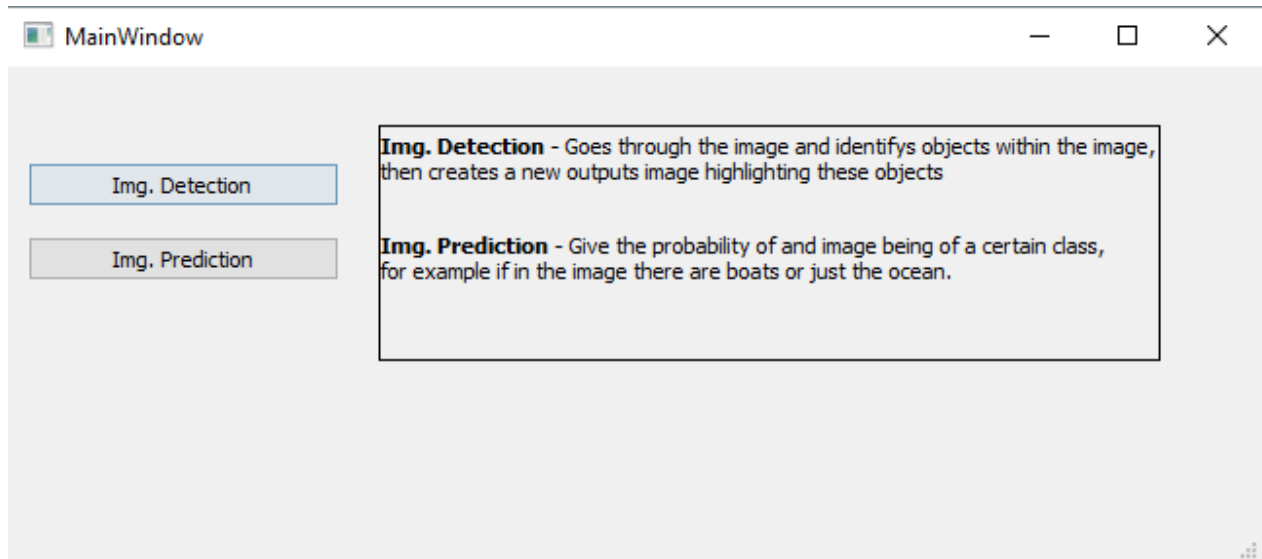 MainWindow
Img. Detection
Img. Prediction
Img. Detection - Goes through the image and identifys objects within the image,
then creates a new outputs image highlighting these objects
Img. Prediction - Give the probability of and image being of a certain class,
for example if in the image there are boats or just the ocean.